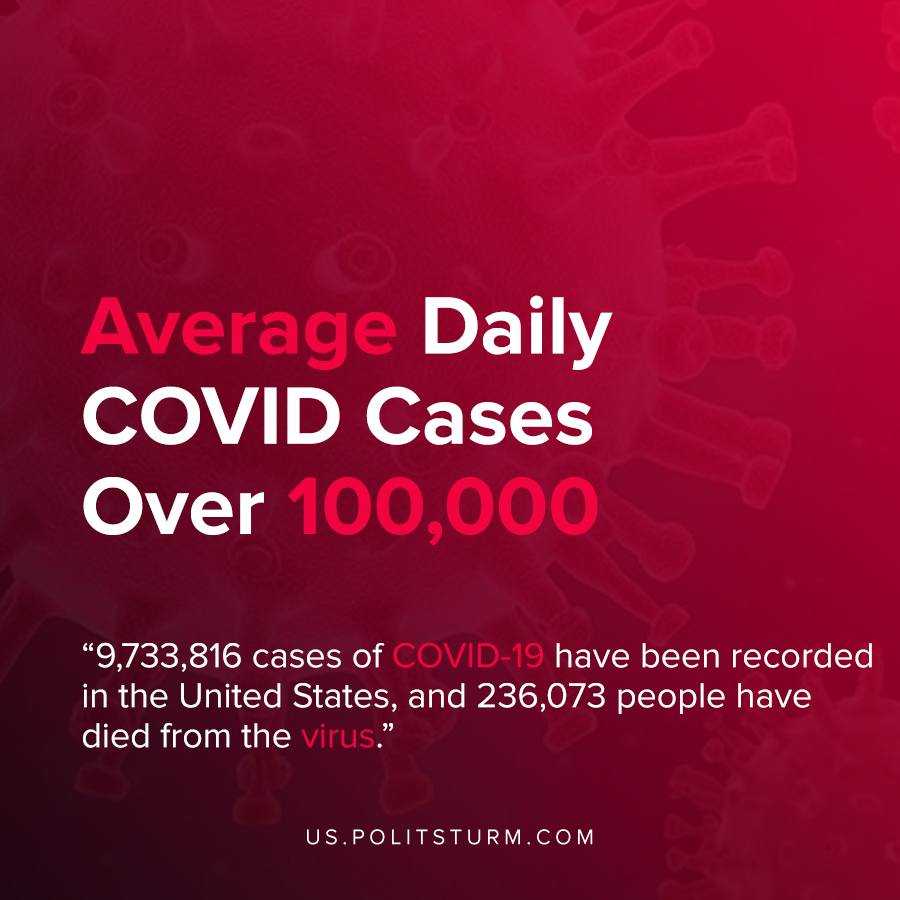 Average Daily
COVID Cases
Over 100,000
“9,733,816 cases of COVID-19 have been recorded
in the United States, and 236,073 people have
died from the virus.”
US.POLITSTURM.COM